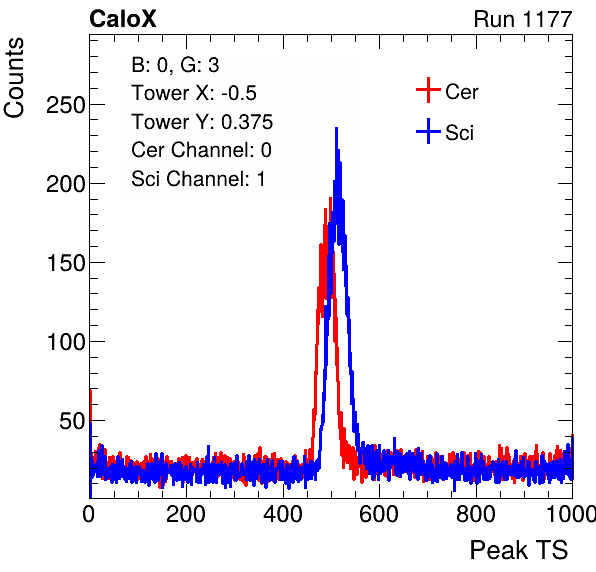 CaloX Run 1177
Counts
B: 0, G: 3
Tower X: -0.5
Tower Y: 0.375
Cer Channel: 0
Sci Channel: 1
Cer
Sci
250
200
150
100
50
0 200 400 600 800 1000
Peak TS